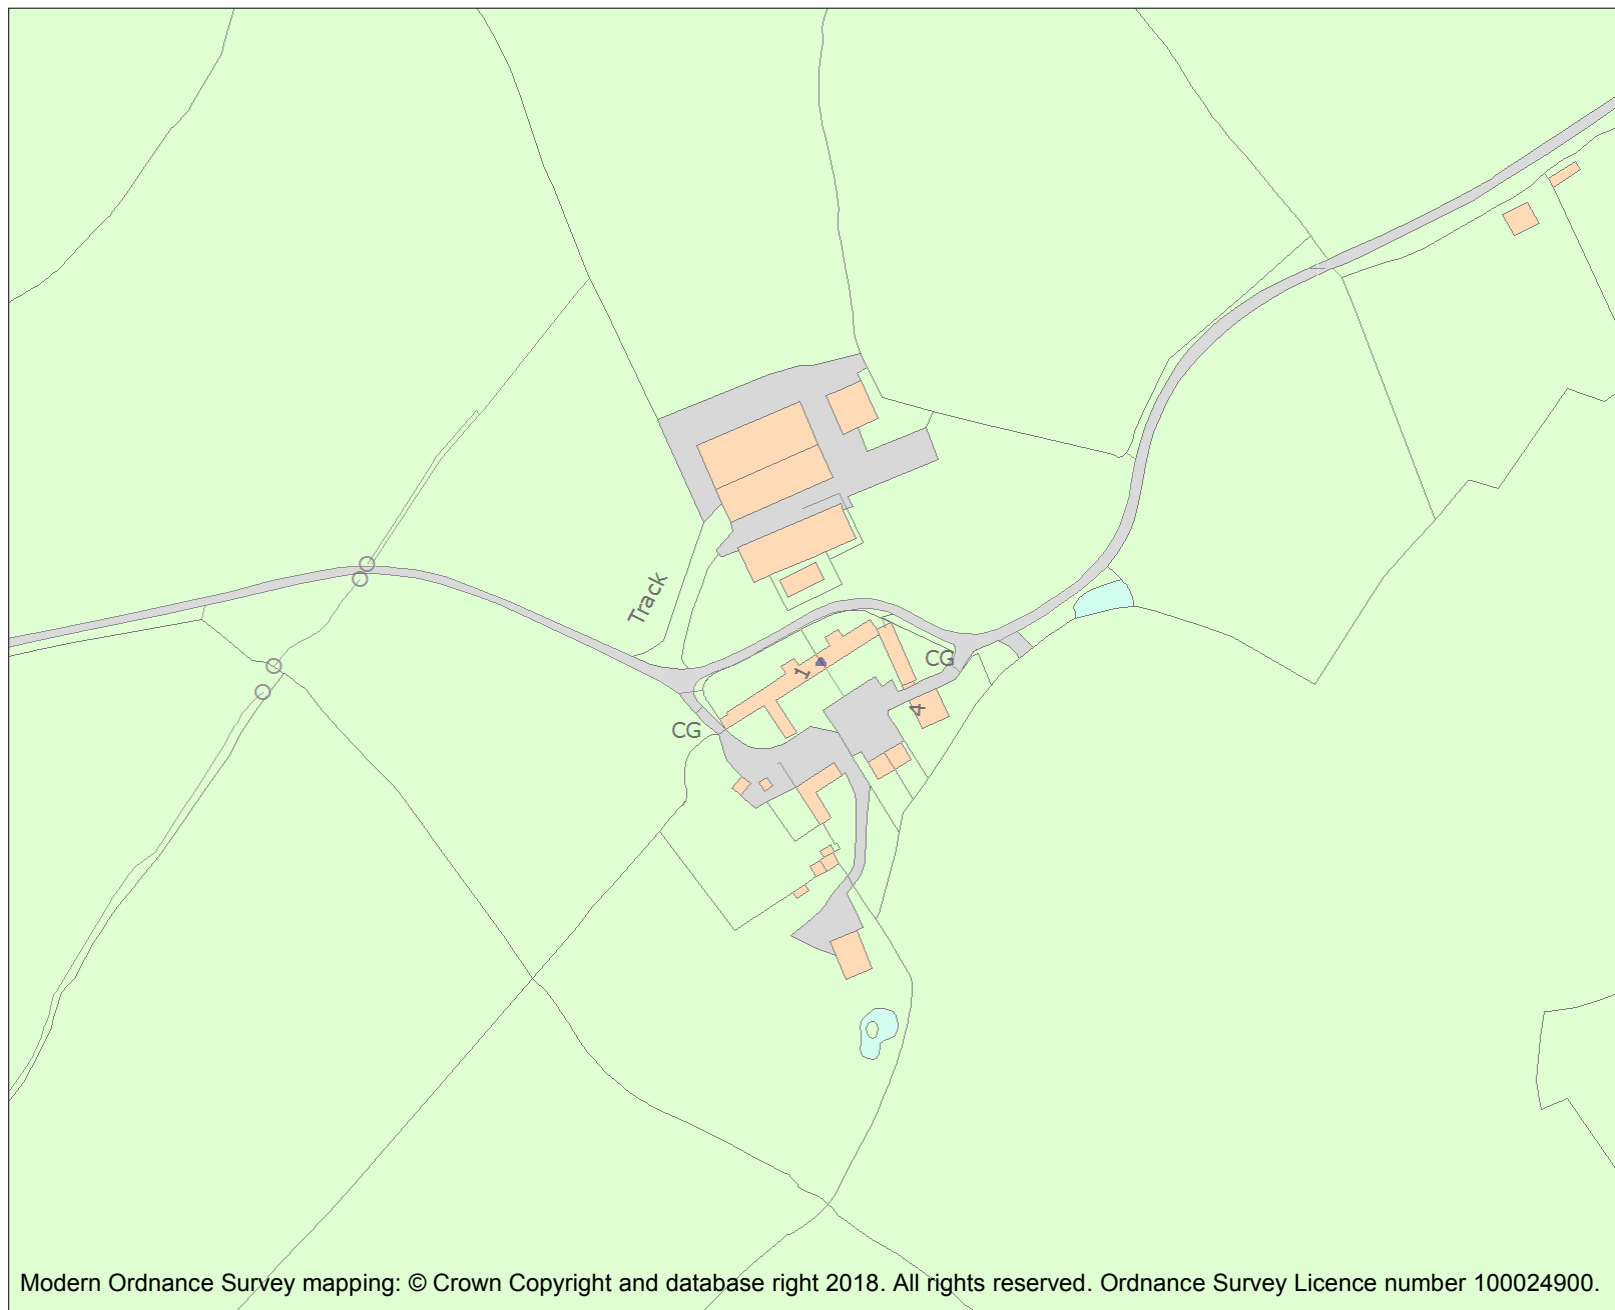 Track
CG
1
4
CG
Modern Ordnance Survey mapping: © Crown Copyright and database right 2018. All rights reserved. Ordnance Survey Licence number 100024900.